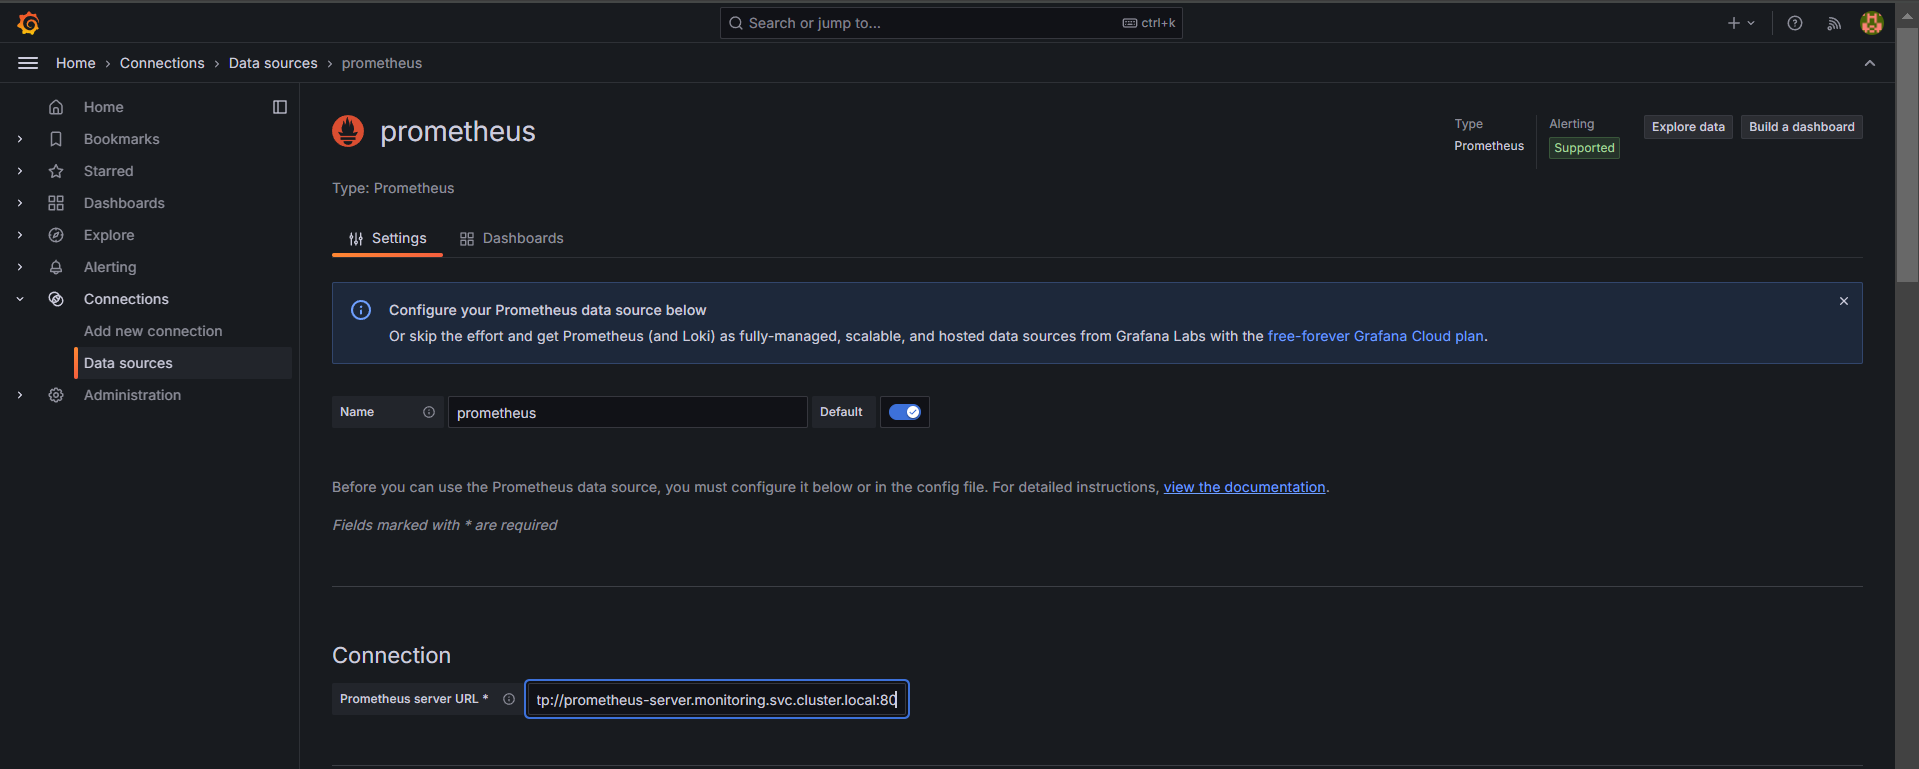 Search or jump to...
ctrl+k
Home › Connections › Data sources › prometheus
Home
Bookmarks
Starred
Dashboards
Explore
Alerting
Connections
Add new connection
Data sources
Administration
prometheus
Type
Prometheus
Alerting
Supported
Explore data
Build a dashboard
Type: Prometheus
Settings
Dashboards
Configure your Prometheus data source below
Or skip the effort and get Prometheus (and Loki) as fully-managed, scalable, and hosted data sources from Grafana Labs with the free-forever Grafana Cloud plan.
Name
prometheus
Default
Before you can use the Prometheus data source, you must configure it below or in the config file. For detailed instructions, view the documentation.
Fields marked with * are required
Connection
Prometheus server URL *
tp://prometheus-server.monitoring.svc.cluster.local:80